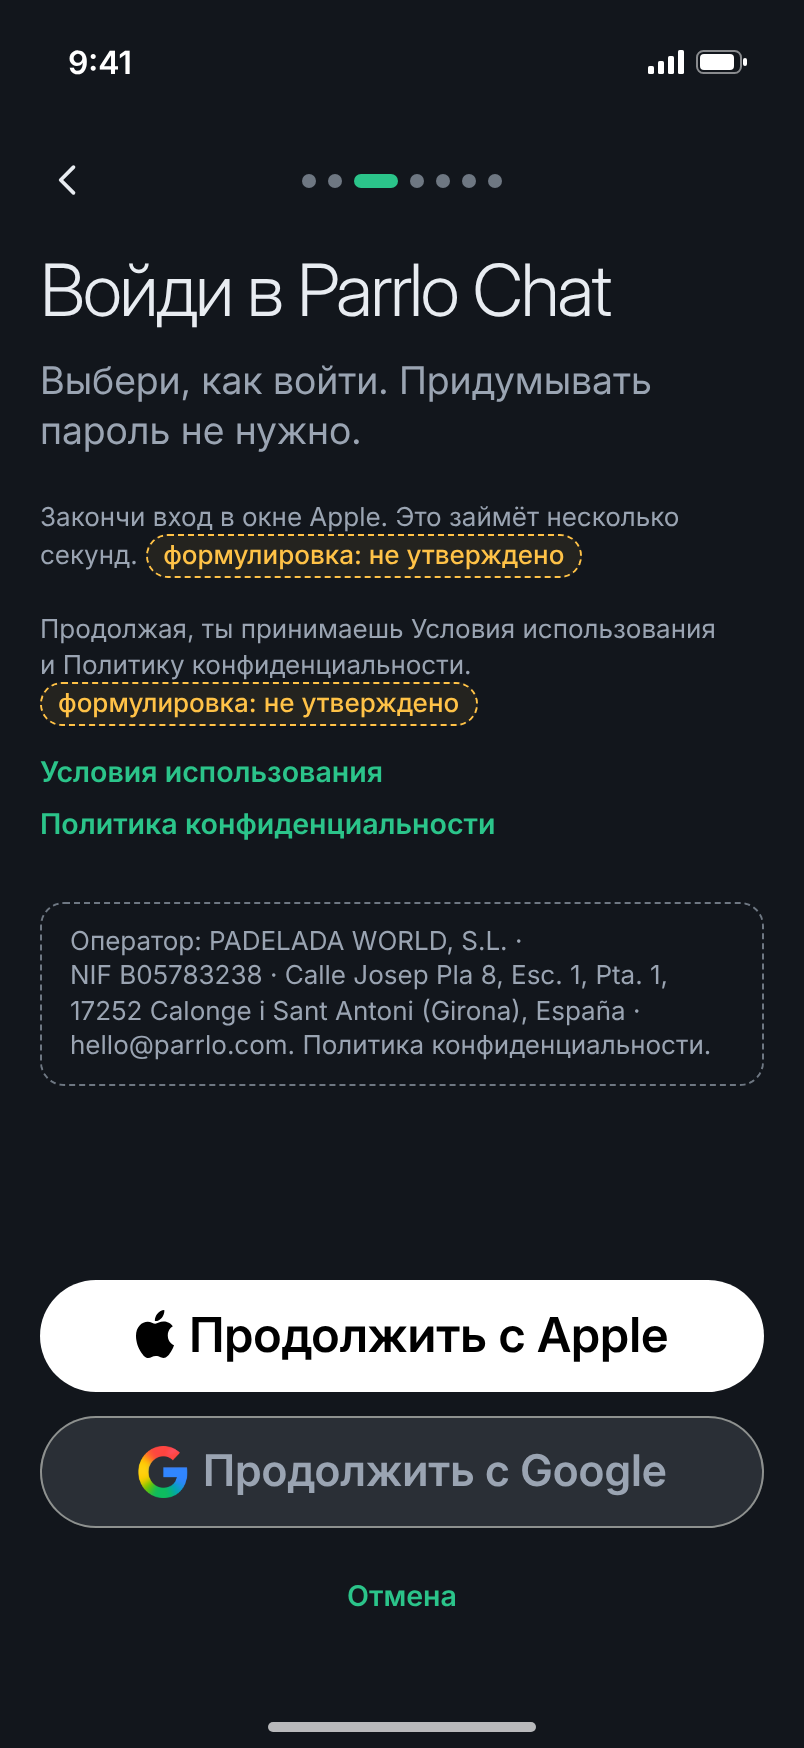 9:41
Войди в Parrlo Chat
Выбери, как войти. Придумывать
пароль не нужно.
Закончи вход в окне Apple. Это займёт несколько
секунд. формулировка: не утверждено
Продолжая, ты принимаешь Условия использования
и Политику конфиденциальности.
формулировка: не утверждено
Условия использования
Политика конфиденциальности
Оператор: PADELADA WORLD, S.L. ·
NIF B05783238 · Calle Josep Pla 8, Esc. 1, Pta. 1,
17252 Calonge i Sant Antoni (Girona), España ·
hello@parrlo.com. Политика конфиденциальности.
Продолжить с Apple
Продолжить с Google
Отмена